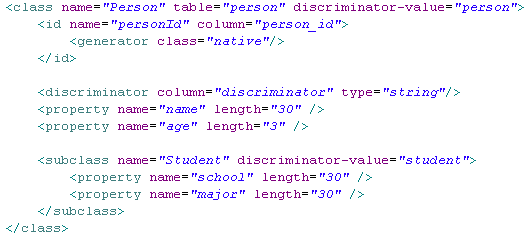 <class name="Person" table="person" discriminator-value="person">
    <id name="personId" column="person_id">
        <generator class="native"/>
    </id>

    <discriminator column="discriminator" type="string"/>
    <property name="name" length="30" />
    <property name="age" length="3" />

    <subclass name="Student" discriminator-value="student">
        <property name="school" length="30" />
        <property name="major" length="30" />
    </subclass>
</class>